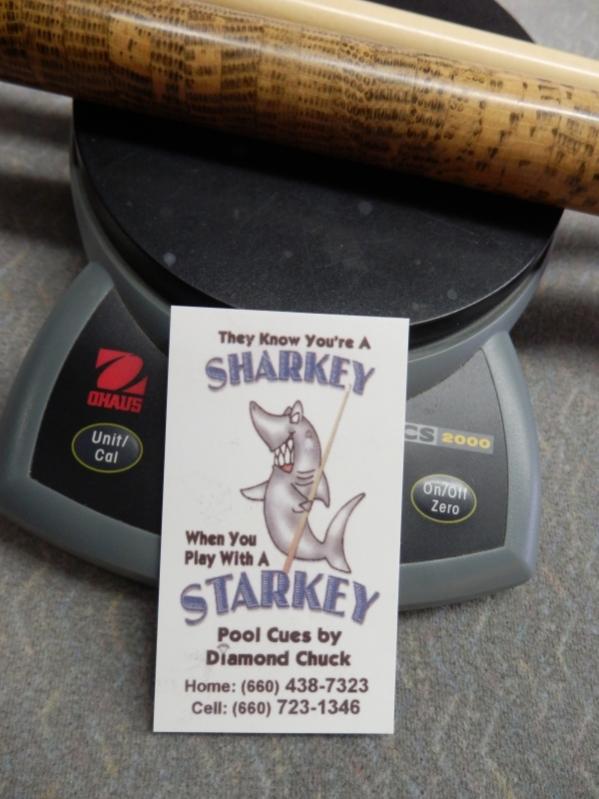 They Know You're A
SHARKEY
OHAUS
Unit/
Cal
CS 2000
On/Off
Zero
When You
Play With A
STARKEY
Pool Cues by
Diamond Chuck
Home: (660) 438-7323
Cell: (660) 723-1346